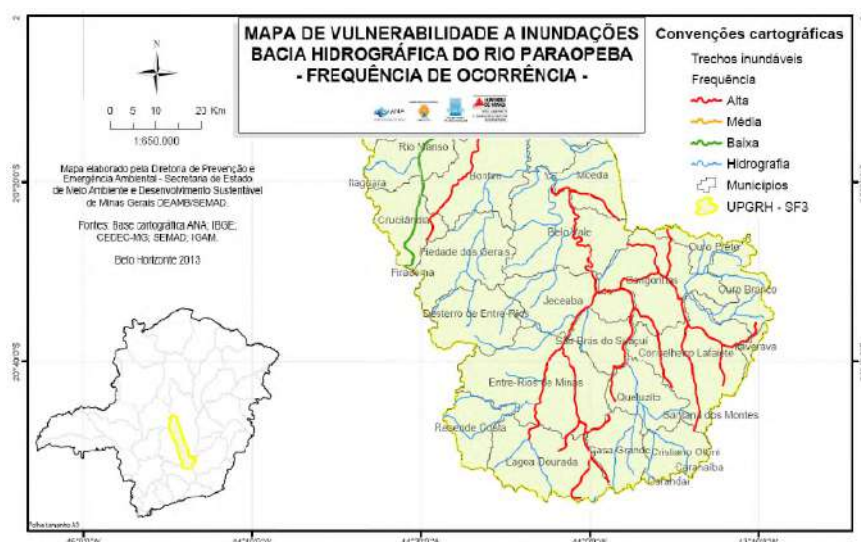 MAPA DE VULNERABILIDADE A INUNDAÇÕES
BACIA HIDROGRÁFICA DO RIO PARAOPEBA
- FREQUÊNCIA DE OCORRÊNCIA -
N
0 5 10 20 Km
1:650.000
Mapa elaborado pela Diretoria de Prevenção e
Emergência Ambiental - Secretaria de Estado
de Meio Ambiente e Desenvolvimento Sustentável
de Minas Gerais DEAMB/SEMAD.
Fontes: Base cartográfica ANA; IBGE;
CEDEC-MG; SEMAD; IGAM.
Belo Horizonte 2013
Convenções cartográficas
Trechos inundáveis
Frequência
Alta
Média
Baixa
Hidrografia
Municípios
UPGRH - SF3
Rio Manso
Bonfim
Moeda
Itaguara
Crucilândia
Belo Vale
Ouro Preto
Piedade dos Gerais
Congonhas
Ouro Branco
Jeceaba
Desterro de Entre-Rios
São Brás do Suaçuí
Conselheiro Lafaiete
Itaverava
Entre-Rios de Minas
Queluzito
Santana dos Montes
Resende Costa
Casa Grande
Cristiano Otoni
Lagoa Dourada
Caranaíba
Carandaí